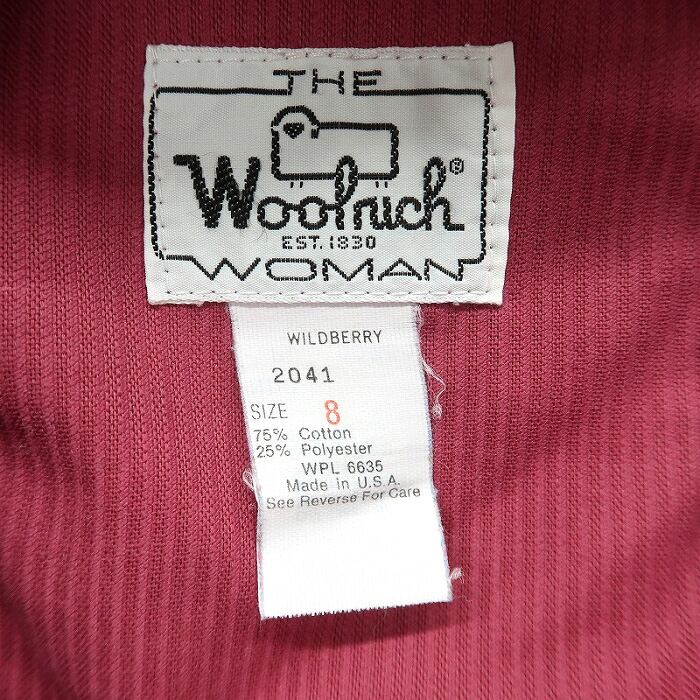 THE
Woolrich®
EST. 1830
WOMAN
WILDBERRY
2041
SIZE 8
75% Cotton
25% Polyester
WPL 6635
Made in U.S.A.
See Reverse For Care